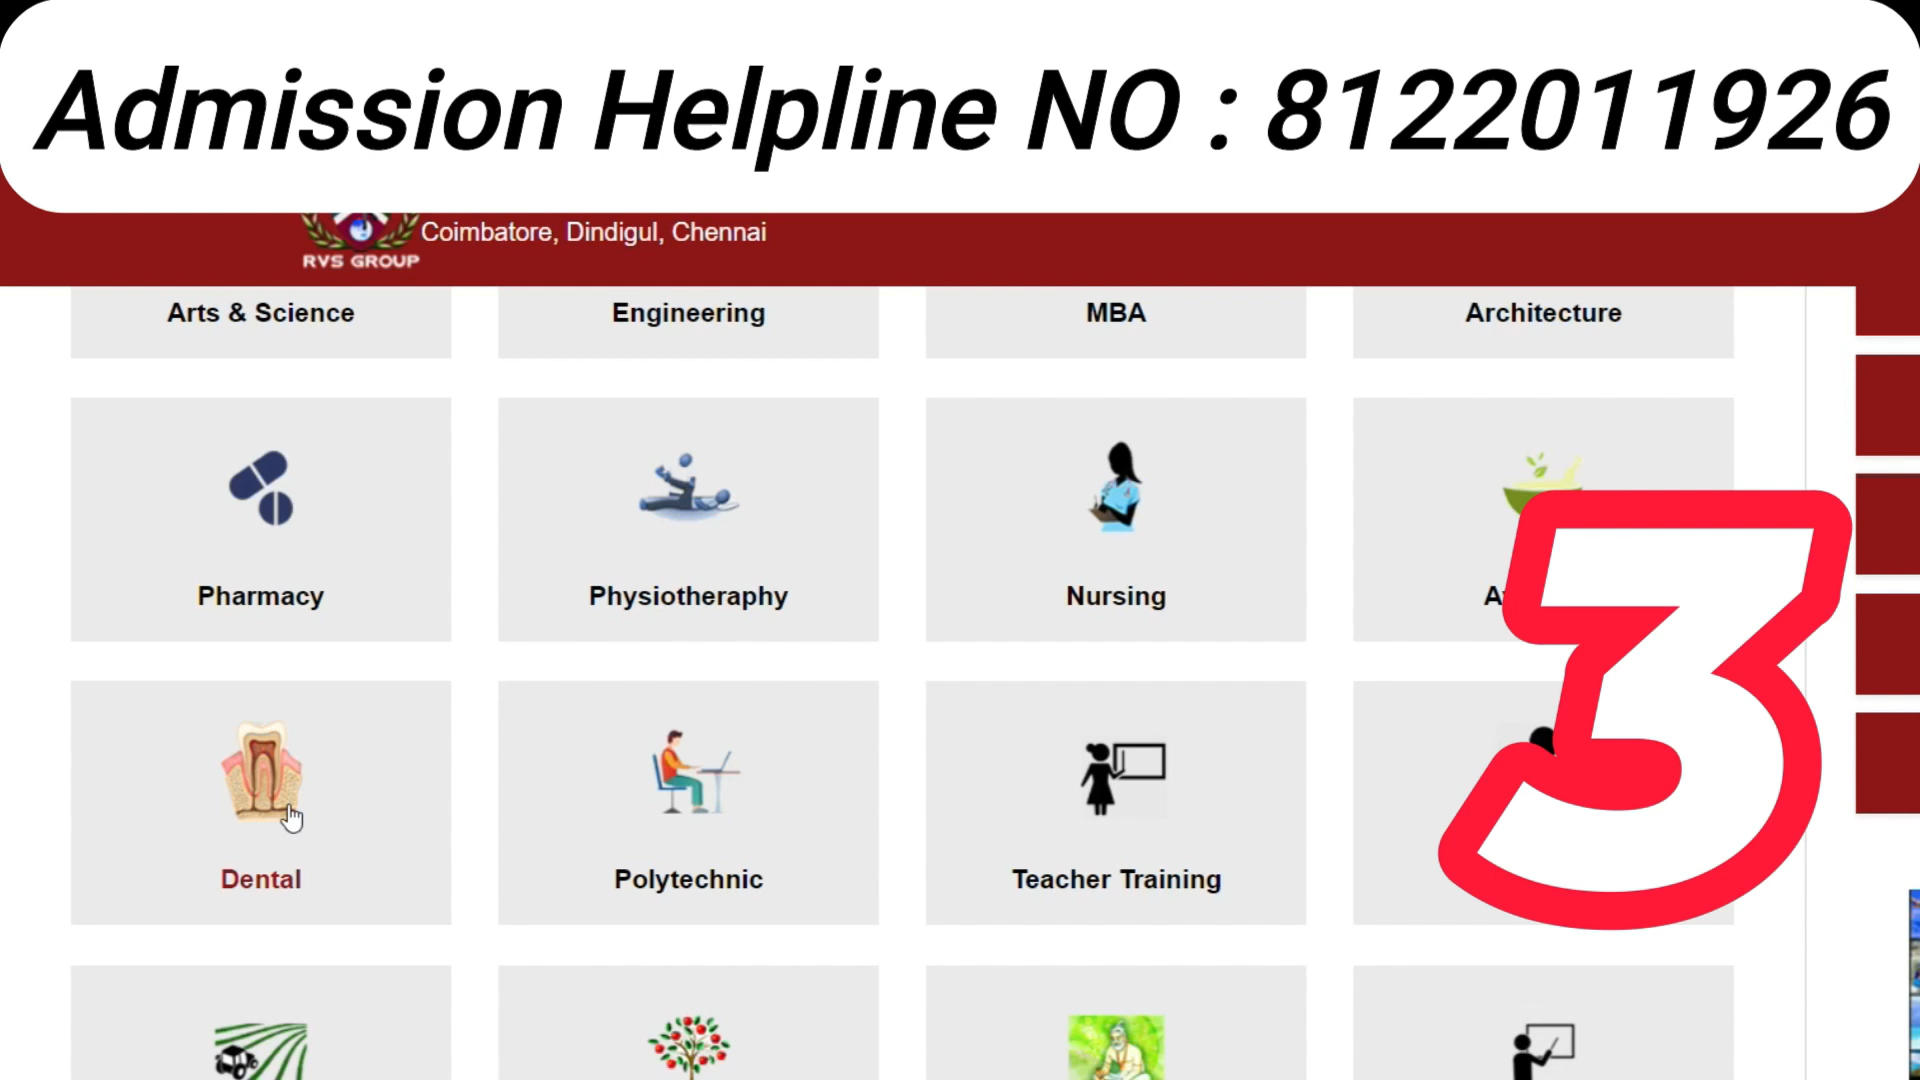 Admission Helpline NO : 8122011926
Coimbatore, Dindigul, Chennai
RVS GROUP
Arts & Science
Engineering
MBA
Architecture
Pharmacy
Physiotheraphy
Nursing
Dental
Polytechnic
Teacher Training
3